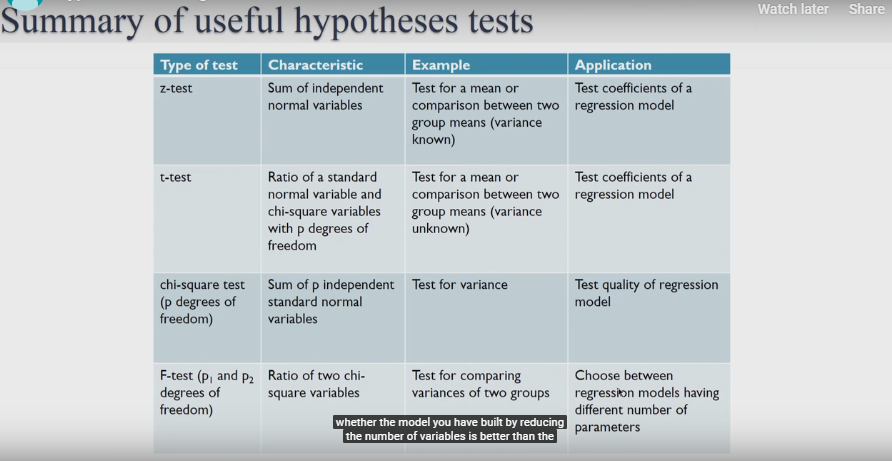 Summary of useful hypotheses tests
Watch later
Share
Type of test
Characteristic
Example
Application
z-test
Sum of independent
normal variables
Test for a mean or
comparison between two
group means (variance
known)
Test coefficients of a
regression model
t-test
Ratio of a standard
normal variable and
chi-square variables
with p degrees of
freedom
Test for a mean or
comparison between two
group means (variance
unknown)
Test coefficients of a
regression model
chi-square test
(p degrees of
freedom)
Sum of p independent
standard normal
variables
Test for variance
Test quality of regression
model
F-test (p₁ and p₂
degrees of
freedom)
Ratio of two chi-
square variables
Test for comparing
variances of two groups
Choose between
regression models having
different number of
parameters
whether the model you have built by reducing
the number of variables is better than the